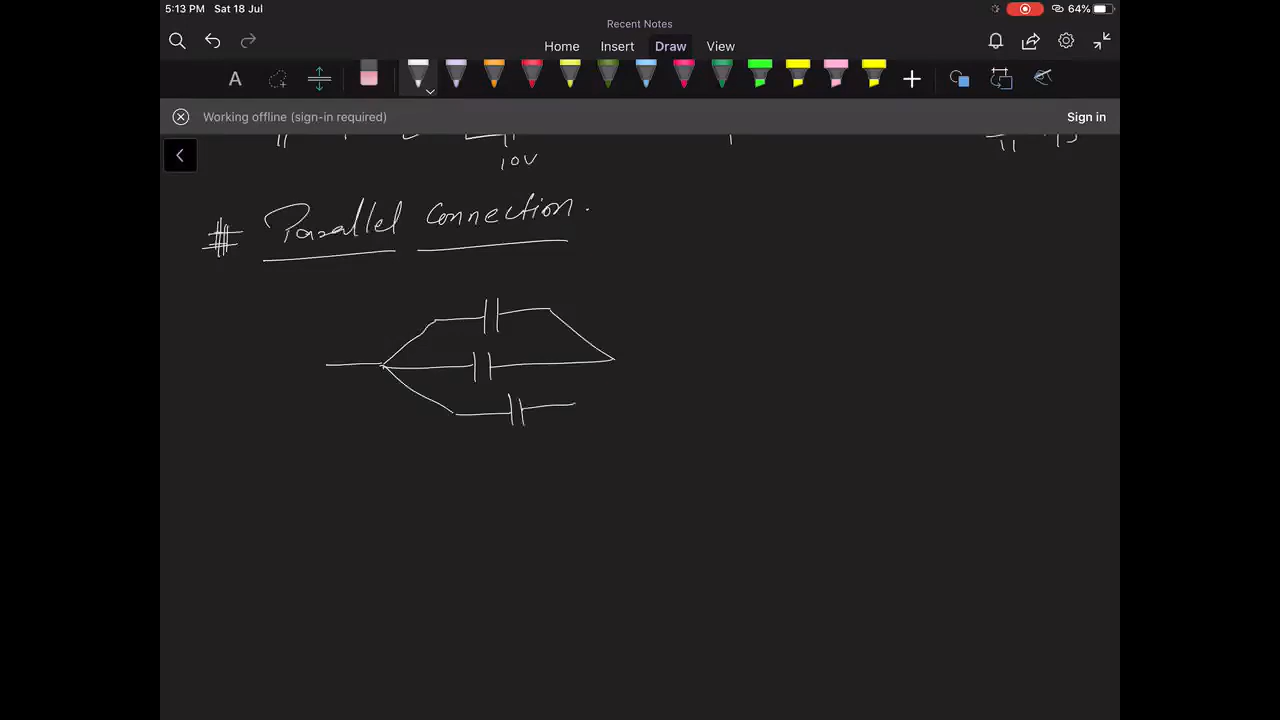 5:13 PM Sat 18 Jul
64%
Recent Notes
Home Insert Draw View
A
Working offline (sign-in required) Sign in
10V
# Parallel Connection.